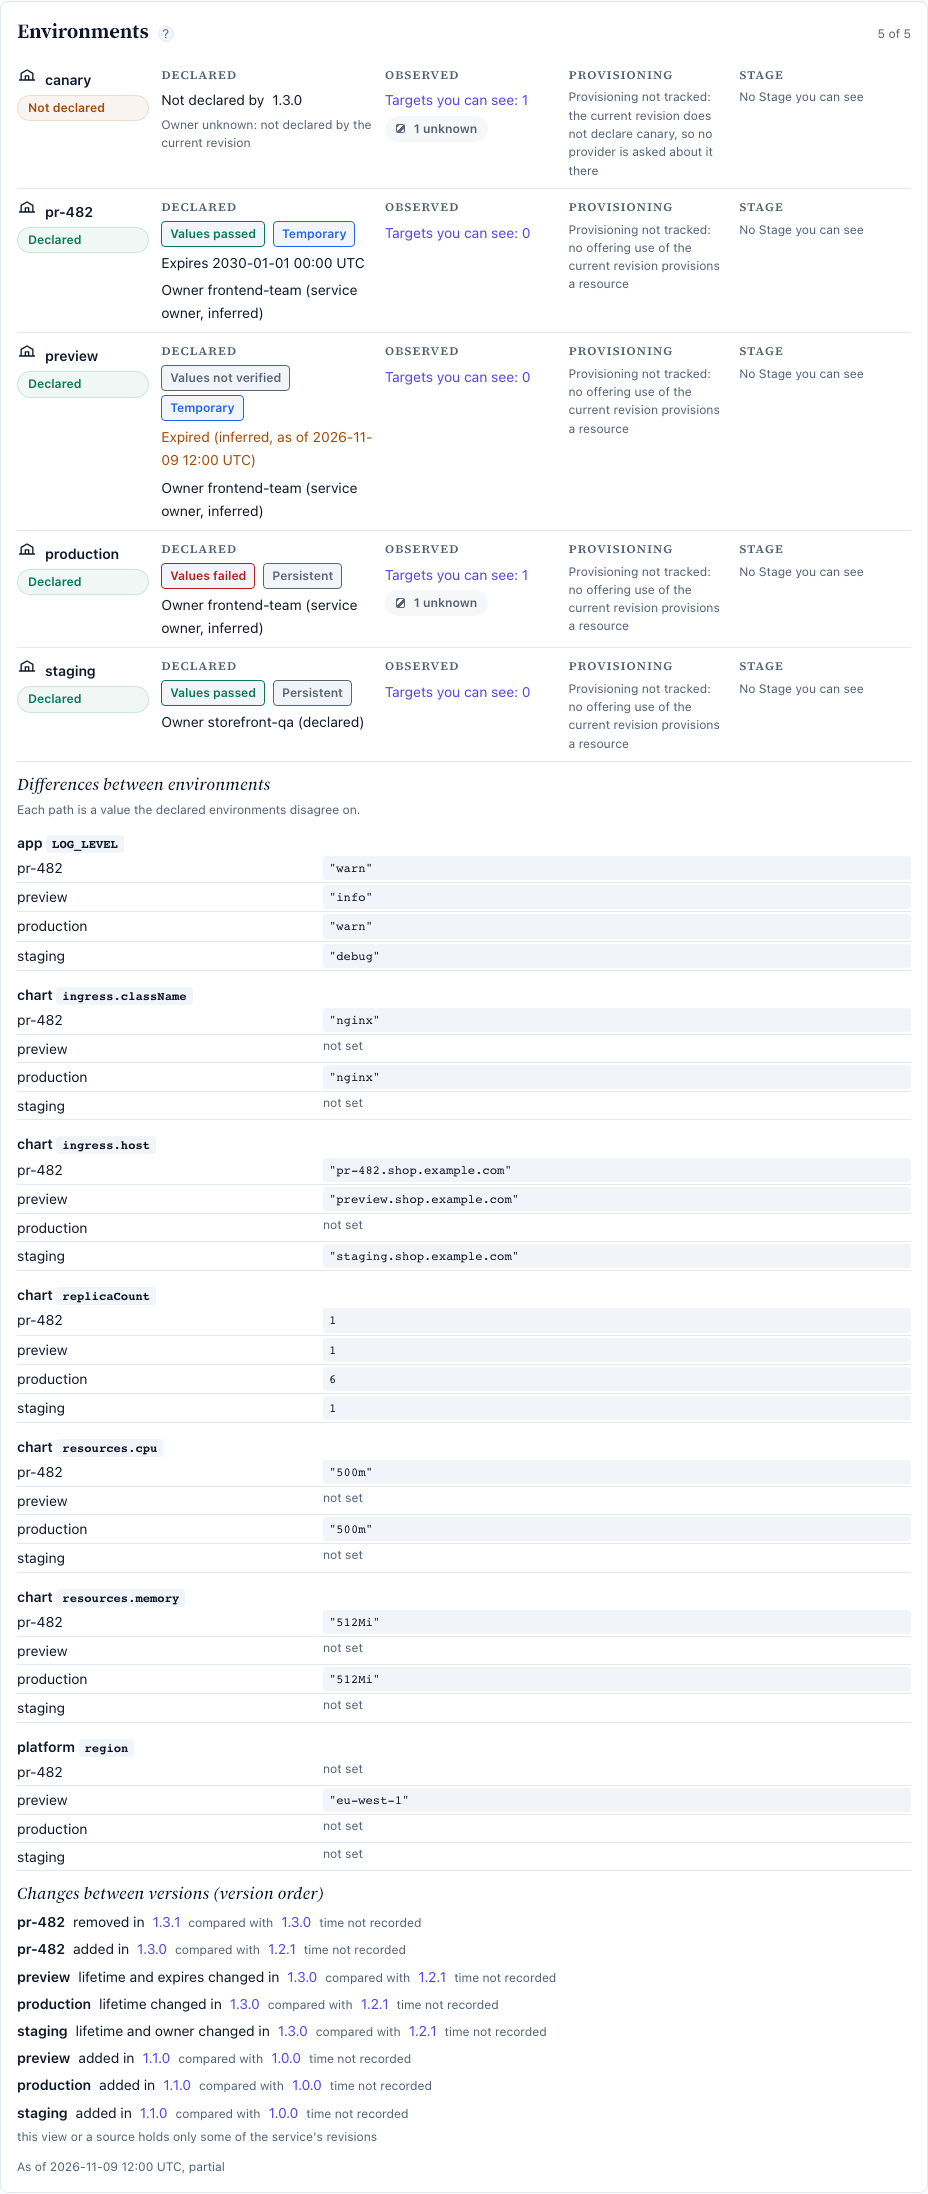 Environments ?
5 of 5
canary
Not declared
DECLARED
Not declared by 1.3.0
Owner unknown: not declared by the
current revision
OBSERVED
Targets you can see: 1
1 unknown
PROVISIONING
Provisioning not tracked:
the current revision does
not declare canary, so no
provider is asked about it
there
STAGE
No Stage you can see
pr-482
Declared
DECLARED
Values passed Temporary
Expires 2030-01-01 00:00 UTC
Owner frontend-team (service
owner, inferred)
OBSERVED
Targets you can see: 0
PROVISIONING
Provisioning not tracked:
no offering use of the
current revision provisions
a resource
STAGE
No Stage you can see
preview
Declared
DECLARED
Values not verified
Temporary
Expired (inferred, as of 2026-11-
09 12:00 UTC)
Owner frontend-team (service
owner, inferred)
OBSERVED
Targets you can see: 0
PROVISIONING
Provisioning not tracked:
no offering use of the
current revision provisions
a resource
STAGE
No Stage you can see
production
Declared
DECLARED
Values failed Persistent
Owner frontend-team (service
owner, inferred)
OBSERVED
Targets you can see: 1
1 unknown
PROVISIONING
Provisioning not tracked:
no offering use of the
current revision provisions
a resource
STAGE
No Stage you can see
staging
Declared
DECLARED
Values passed Persistent
Owner storefront-qa (declared)
OBSERVED
Targets you can see: 0
PROVISIONING
Provisioning not tracked:
no offering use of the
current revision provisions
a resource
STAGE
No Stage you can see
Differences between environments
Each path is a value the declared environments disagree on.
app LOG_LEVEL
pr-482 "warn"
preview "info"
production "warn"
staging "debug"
chart ingress.className
pr-482 "nginx"
preview not set
production "nginx"
staging not set
chart ingress.host
pr-482 "pr-482.shop.example.com"
preview "preview.shop.example.com"
production not set
staging "staging.shop.example.com"
chart replicaCount
pr-482 1
preview 1
production 6
staging 1
chart resources.cpu
pr-482 "500m"
preview not set
production "500m"
staging not set
chart resources.memory
pr-482 "512Mi"
preview not set
production "512Mi"
staging not set
platform region
pr-482 not set
preview "eu-west-1"
production not set
staging not set
Changes between versions (version order)
pr-482 removed in 1.3.1 compared with 1.3.0 time not recorded
pr-482 added in 1.3.0 compared with 1.2.1 time not recorded
preview lifetime and expires changed in 1.3.0 compared with 1.2.1 time not recorded
production lifetime changed in 1.3.0 compared with 1.2.1 time not recorded
staging lifetime and owner changed in 1.3.0 compared with 1.2.1 time not recorded
preview added in 1.1.0 compared with 1.0.0 time not recorded
production added in 1.1.0 compared with 1.0.0 time not recorded
staging added in 1.1.0 compared with 1.0.0 time not recorded
this view or a source holds only some of the service's revisions
As of 2026-11-09 12:00 UTC, partial